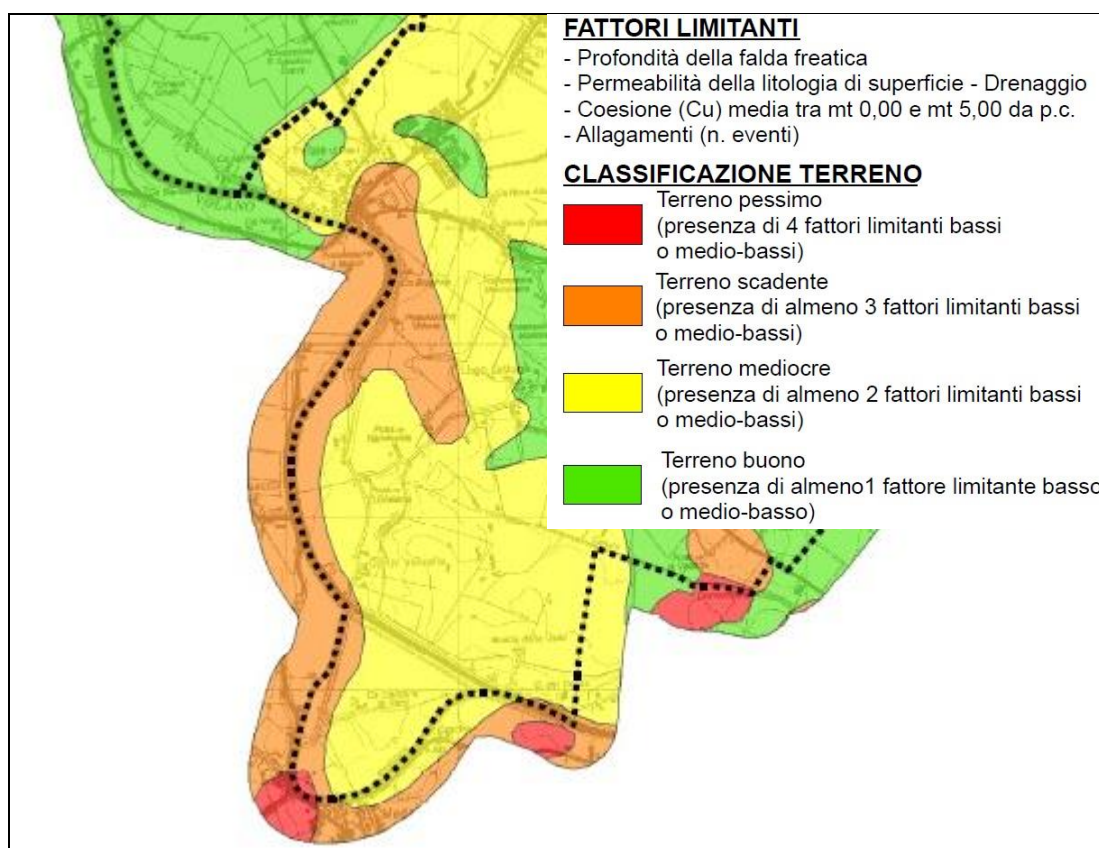 FATTORI LIMITANTI
- Profondità della falda freatica
- Permeabilità della litologia di superficie - Drenaggio
- Coesione (Cu) media tra mt 0,00 e mt 5,00 da p.c.
- Allagamenti (n. eventi)
CLASSIFICAZIONE TERRENO
Terreno pessimo
(presenza di 4 fattori limitanti bassi
o medio-bassi)
Terreno scadente
(presenza di almeno 3 fattori limitanti bassi
o medio-bassi)
Terreno mediocre
(presenza di almeno 2 fattori limitanti bassi
o medio-bassi)
Terreno buono
(presenza di almeno1 fattore limitante basso
o medio-basso)
VOLANO